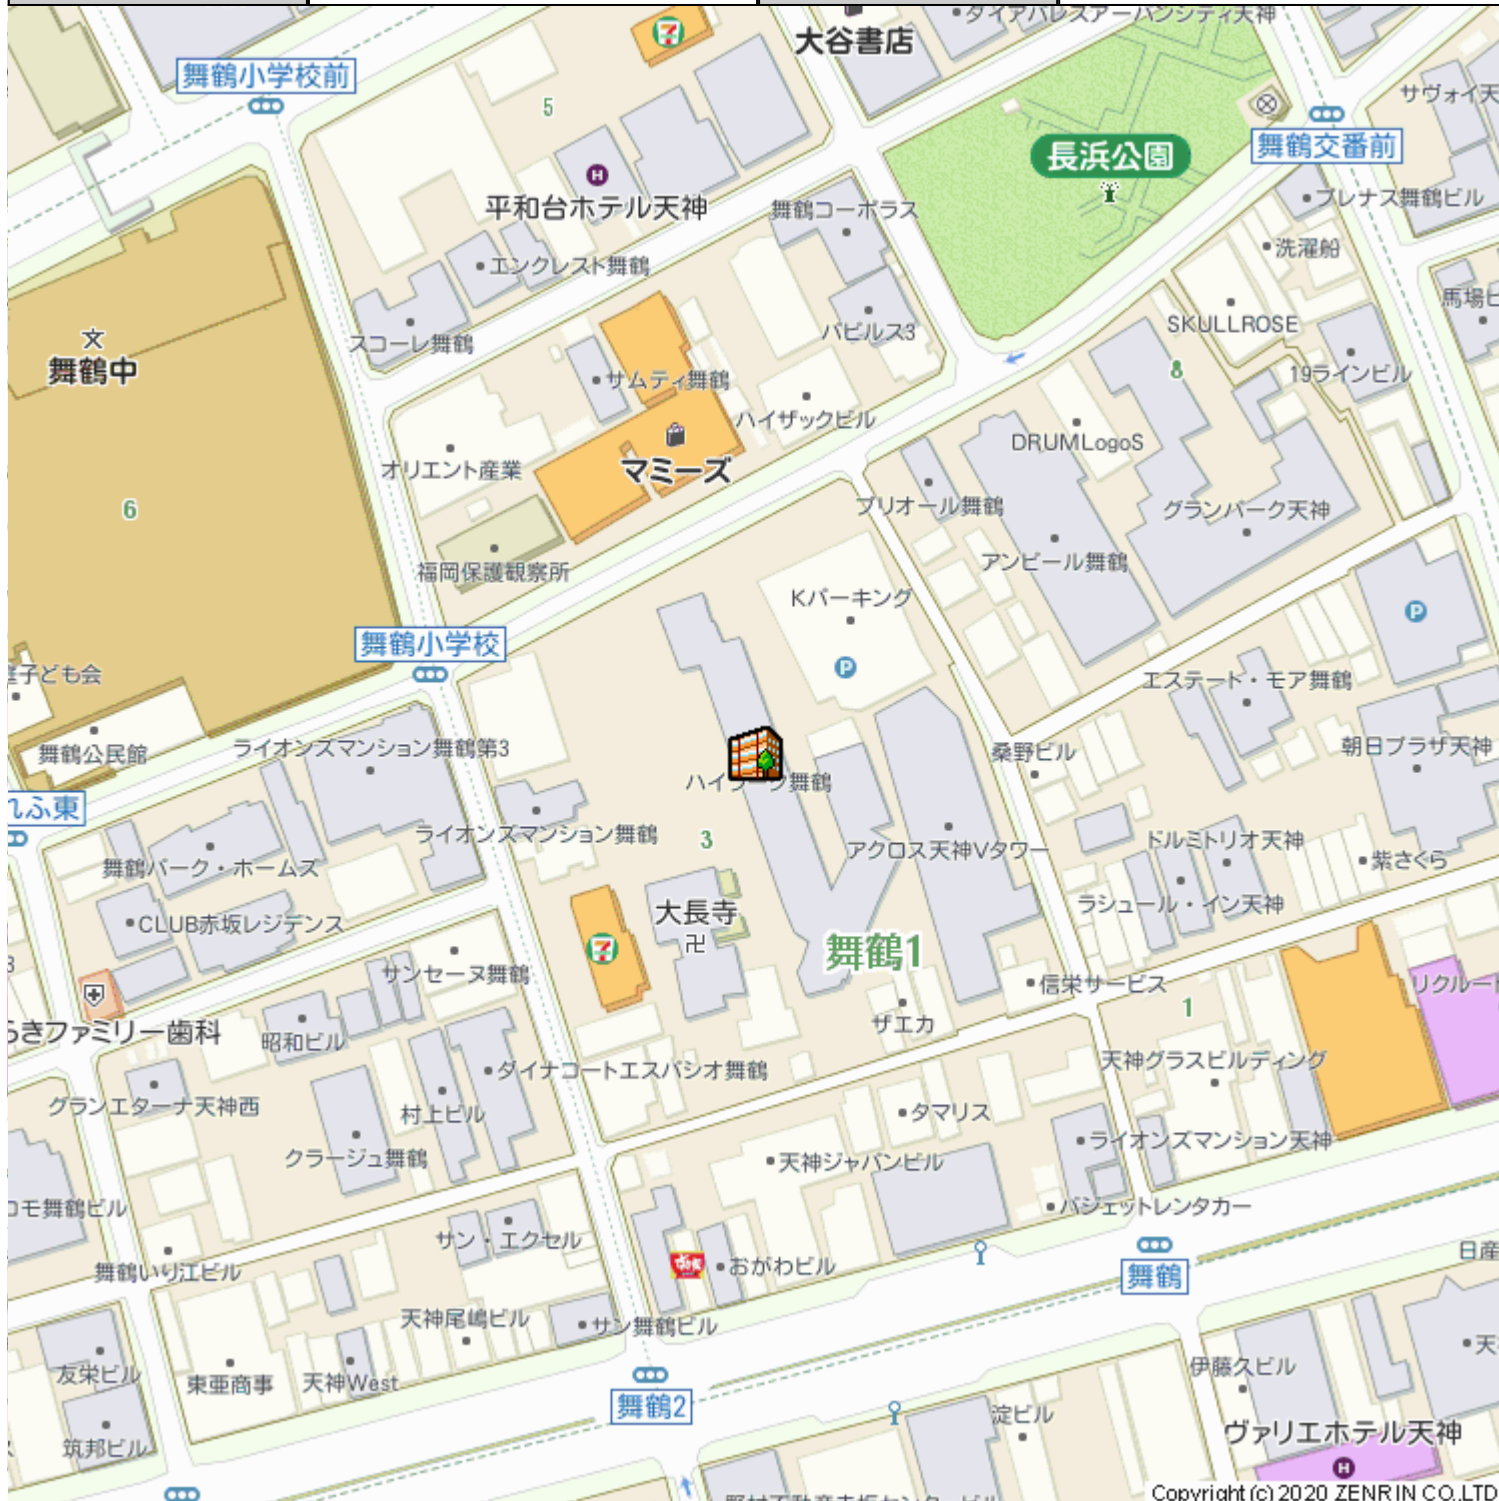 ダイアパレスアーバンシティ天神
大谷書店
舞鶴小学校前
5
サヴォイ天
舞鶴交番前
長浜公園
H
平和台ホテル天神
舞鶴コーポラス
プレナス舞鶴ビル
洗濯船
エンクレスト舞鶴
馬場ビ
SKULLROSE
パピルス3
スコーレ舞鶴
文
舞鶴中
8
サムティ舞鶴
19ラインビル
ハイザックビル
DRUMLogoS
オリエント産業
マミーズ
プリオール舞鶴
グランパーク天神
6
アンピール舞鶴
福岡保護観察所
Kパーキング
P
舞鶴小学校
P
子ども会
エステート・モア舞鶴
舞鶴公民館
ライオンズマンション舞鶴第3
桑野ビル
朝日プラザ天神
舞鶴
れふ東
ライオンズマンション舞鶴
3
ドルミトリオ天神
アクロス天神Vタワー
紫さくら
舞鶴パーク・ホームズ
ラシュール・イン天神
大長寺
卍
CLUB赤坂レジデンス
7
舞鶴1
サンセーヌ舞鶴
信栄サービス
リクルート
1
ザエカ
らきファミリー歯科
昭和ビル
天神グラスビルディング
ダイナコートエスパシオ舞鶴
グランエターナ天神西
村上ビル
タマリス
ライオンズマンション天神
クラージュ舞鶴
天神ジャパンビル
コモ舞鶴ビル
バジェットレンタカー
サン・エクセル
日産
舞鶴いり江ビル
すき家
おがわビル
舞鶴
天神尾嶋ビル
サン舞鶴ビル
天
友栄ビル
東亜商事
天神West
伊藤久ビル
舞鶴2
淀ビル
筑邦ビル
ヴァリエホテル天神
H
Copyright (c) 2020 ZENRIN CO.,LTD